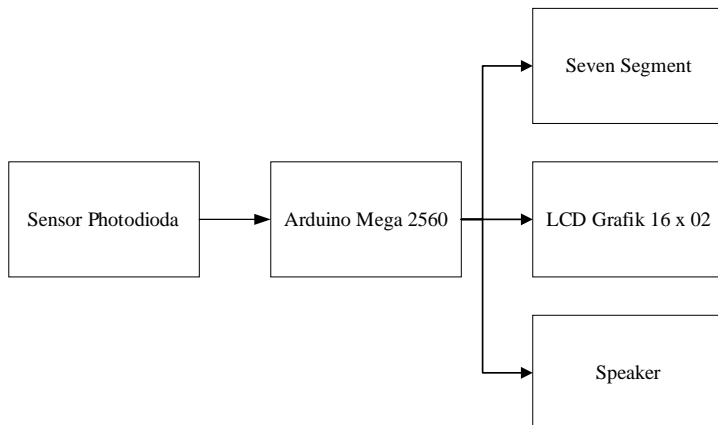 Seven Segment
Sensor Photodioda
Arduino Mega 2560
LCD Grafik 16 x 02
Speaker